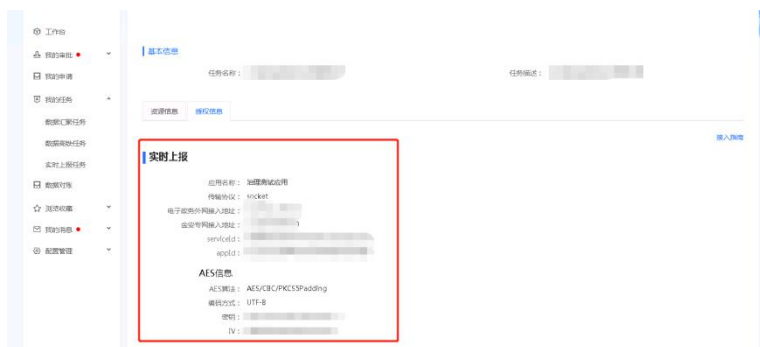 工作台
我的审批
我的申请
我的任务
数据汇聚任务
数据离线任务
实时上报任务
数据对账
浏览收藏
我的消息
配置管理
基本信息
任务名称：
任务描述：
资源信息 授权信息
接入指南
实时上报
应用名称： 治理测试应用
传输协议： socket
电子政务外网接入地址：
金安专网接入地址：
serviceId：
appId：
AES信息
AES算法： AES/CBC/PKCS5Padding
编码方式： UTF-8
密钥：
IV：